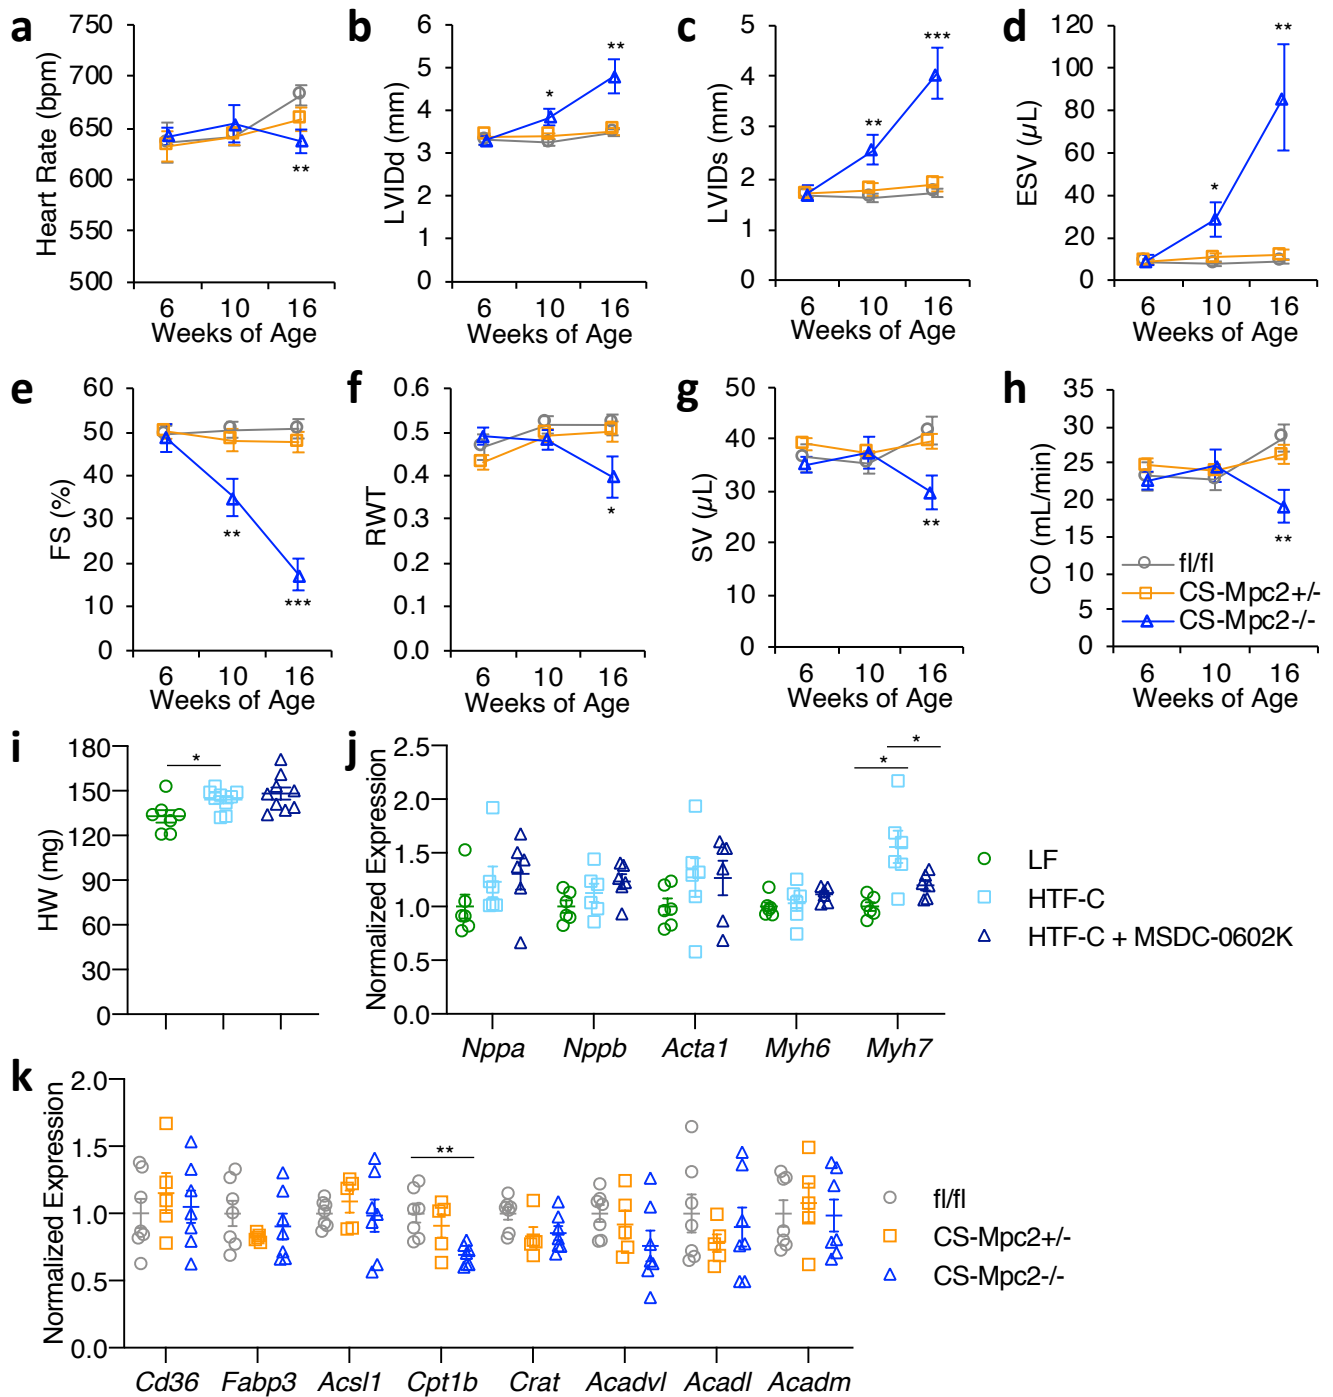 a
b
c
d
750
700
650
600
550
500
Heart Rate (bpm)
**
6 10 16
Weeks of Age
6
5
4
3
2
1
0
LVIDd (mm)
*
**
6 10 16
Weeks of Age
5
4
3
2
1
0
LVIDs (mm)
**
***
6 10 16
Weeks of Age
120
100
80
60
40
20
0
ESV (µL)
*
**
6 10 16
Weeks of Age
e
f
g
h
60
50
40
30
20
10
0
FS (%)
**
***
6 10 16
Weeks of Age
0.6
0.5
0.4
0.3
0.2
0.1
0.0
RWT
*
6 10 16
Weeks of Age
50
40
30
20
10
0
SV (µL)
**
6 10 16
Weeks of Age
35
30
25
20
15
10
5
0
CO (mL/min)
**
fl/fl
CS-Mpc2+/-
CS-Mpc2-/-
6 10 16
Weeks of Age
i
180
150
120
90
60
30
0
HW (mg)
*
j
2.5
2.0
1.5
1.0
0.5
0.0
Normalized Expression
*
*
Nppa Nppb Acta1 Myh6 Myh7
LF
HTF-C
HTF-C + MSDC-0602K
k
2.0
1.5
1.0
0.5
0.0
Normalized Expression
**
Cd36 Fabp3 Acsl1 Cpt1b Crat Acadvl Acadl Acadm
fl/fl
CS-Mpc2+/-
CS-Mpc2-/-